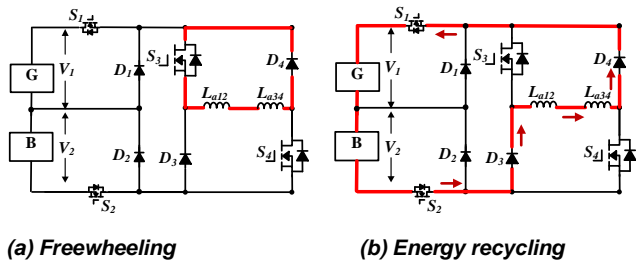 S1
S3
G
V1
D1
D4
La12 La34
B
V2
D2
D3
S4
S2
(a) Freewheeling
S1
S3
G
V1
D1
D4
La12 La34
B
V2
D2
D3
S4
S2
(b) Energy recycling